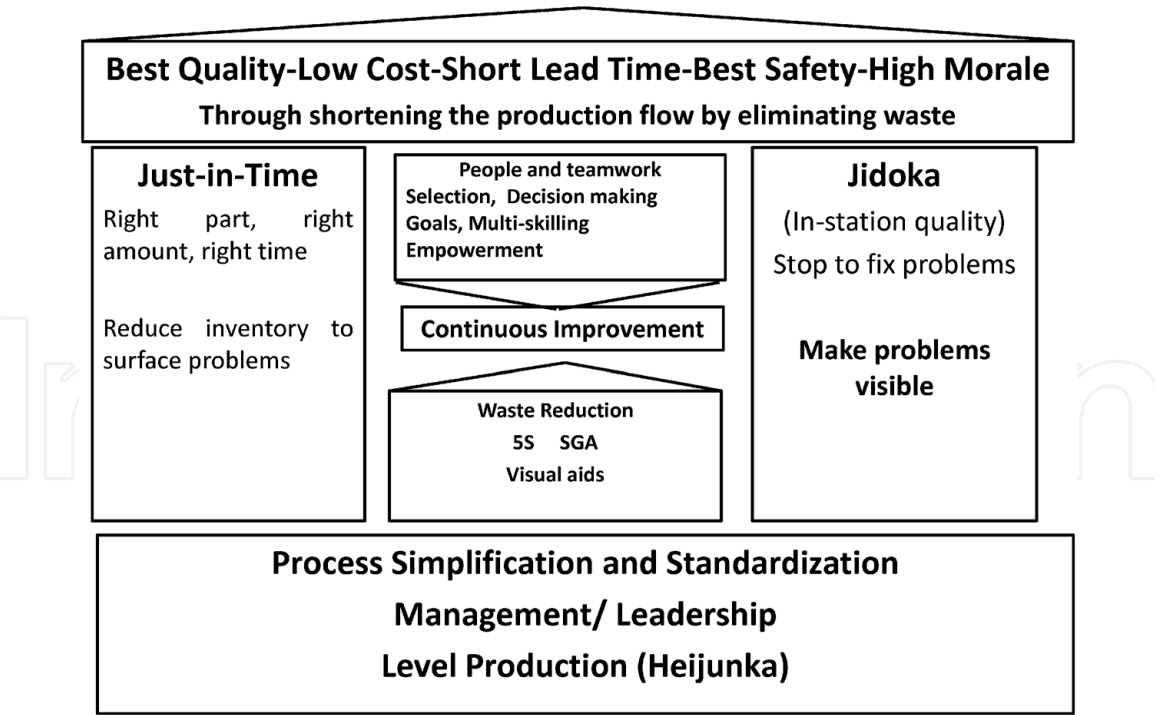 Best Quality-Low Cost-Short Lead Time-Best Safety-High Morale
Through shortening the production flow by eliminating waste
Just-in-Time
Right part, right
amount, right time
Reduce inventory to
surface problems
People and teamwork
Selection, Decision making
Goals, Multi-skilling
Empowerment
Continuous Improvement
Waste Reduction
5S SGA
Visual aids
Jidoka
(In-station quality)
Stop to fix problems
Make problems
visible
Process Simplification and Standardization
Management/ Leadership
Level Production (Heijunka)